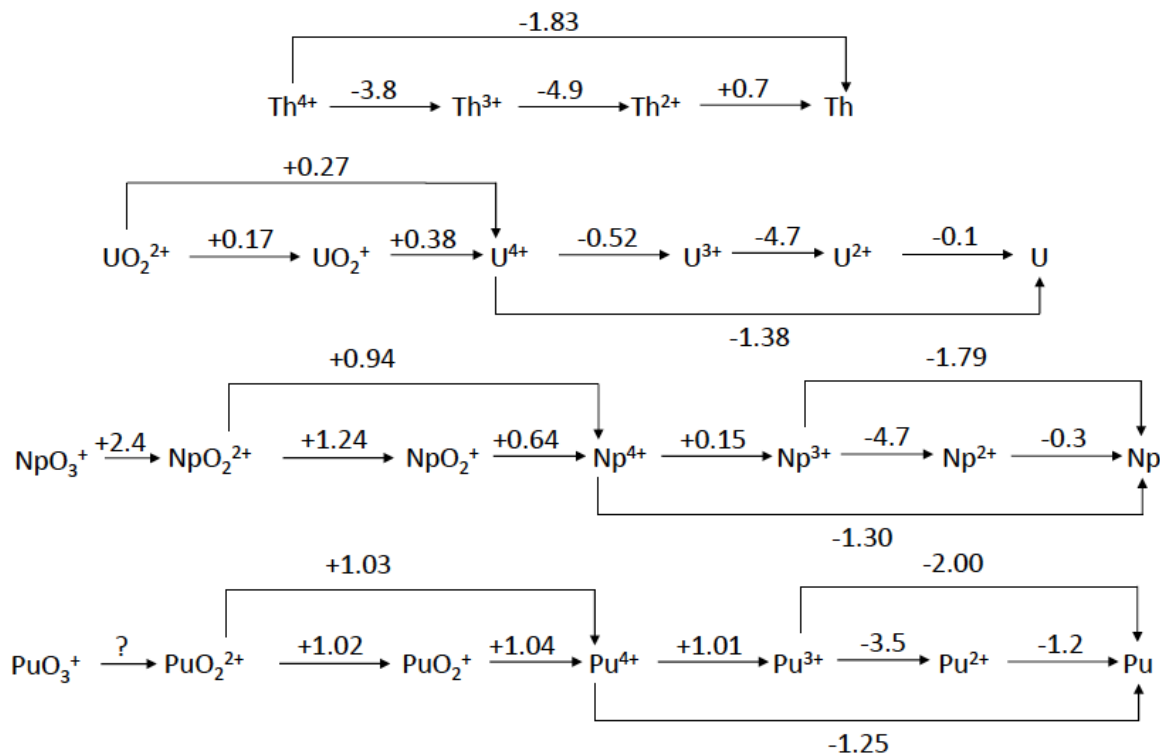 -1.83
Th⁴⁺ -3.8 Th³⁺ -4.9 Th²⁺ +0.7 Th
+0.27
UO₂²⁺ +0.17 UO₂⁺ +0.38 U⁴⁺ -0.52 U³⁺ -4.7 U²⁺ -0.1 U
-1.38
+0.94 -1.79
NpO₃⁺ +2.4 NpO₂²⁺ +1.24 NpO₂⁺ +0.64 Np⁴⁺ +0.15 Np³⁺ -4.7 Np²⁺ -0.3 Np
-1.30
+1.03 -2.00
PuO₃⁺ ? PuO₂²⁺ +1.02 PuO₂⁺ +1.04 Pu⁴⁺ +1.01 Pu³⁺ -3.5 Pu²⁺ -1.2 Pu
-1.25